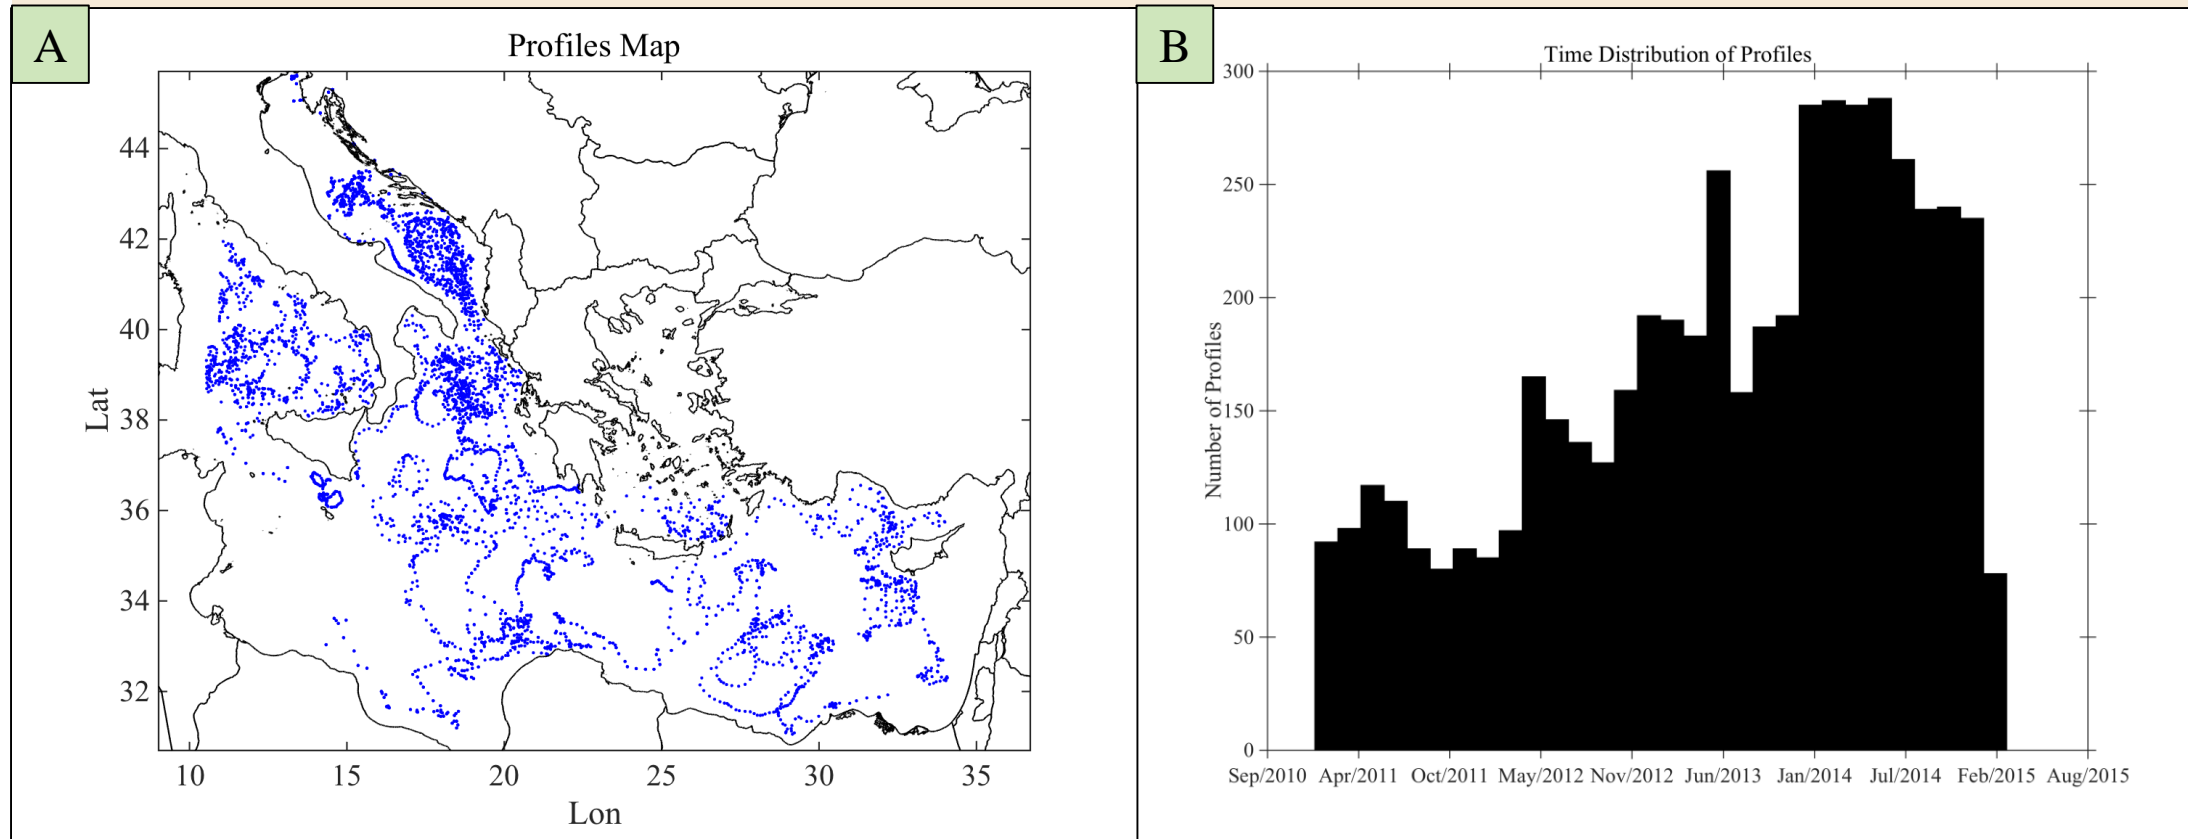 A
Profiles Map
44
42
40
38
36
34
32
Lat
10 15 20 25 30 35
Lon
B
Time Distribution of Profiles
300
250
200
150
100
50
0
Number of Profiles
Sep/2010 Apr/2011 Oct/2011 May/2012 Nov/2012 Jun/2013 Jan/2014 Jul/2014 Feb/2015 Aug/2015